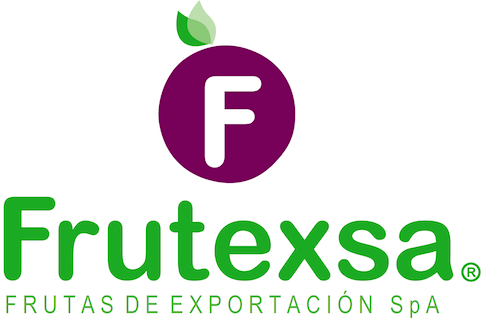 F
Frutexsa®
FRUTAS DE EXPORTACIÓN SpA